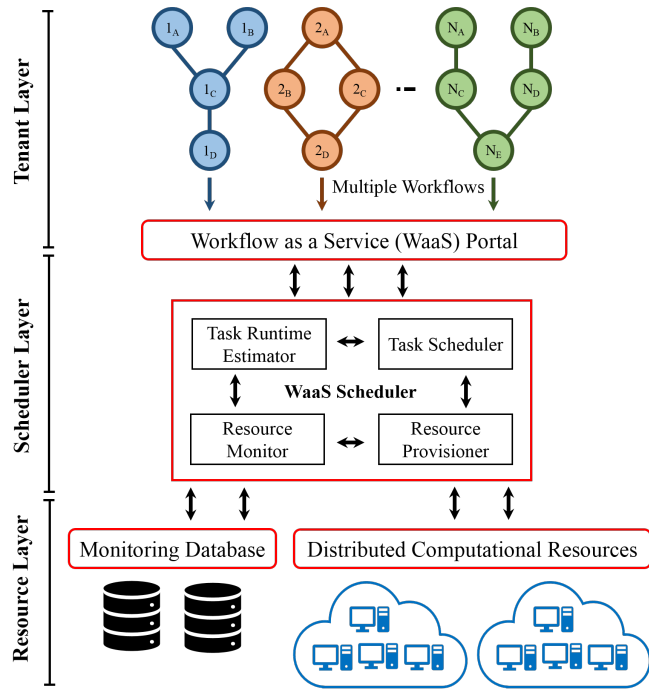 Tenant Layer
1A
1B
2A
NA
NB
1C
2B
2C
NC
ND
1D
2D
NE
Multiple Workflows
Workflow as a Service (WaaS) Portal
Scheduler Layer
Task Runtime
Estimator
Task Scheduler
WaaS Scheduler
Resource
Monitor
Resource
Provisioner
Resource Layer
Monitoring Database
Distributed Computational Resources